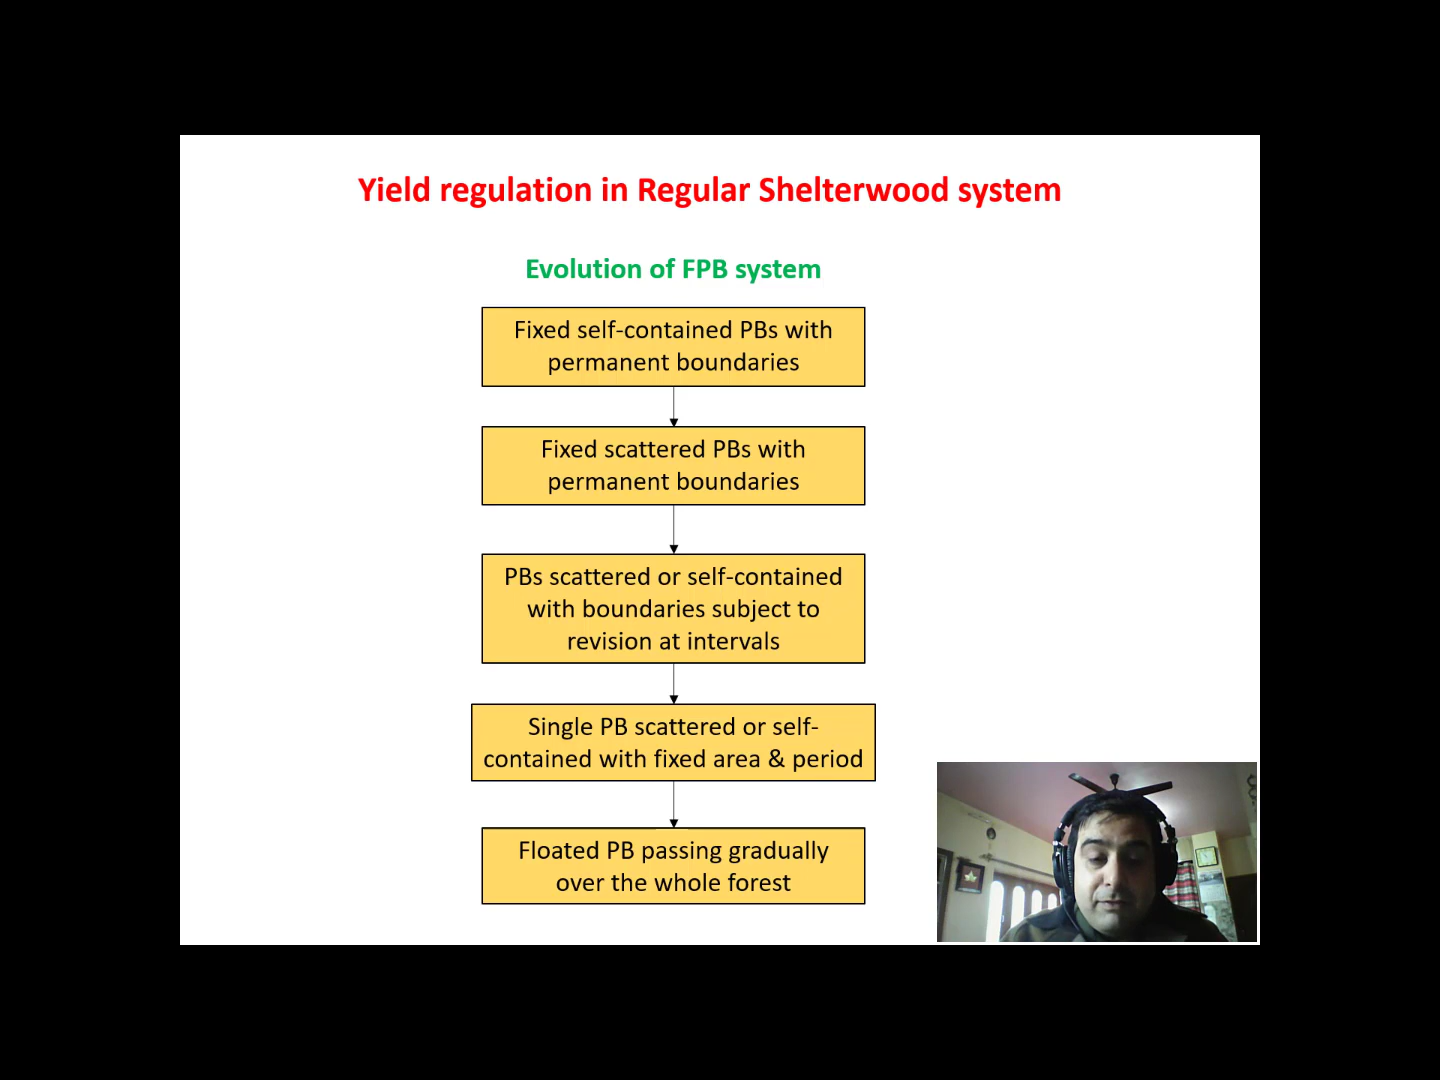 Yield regulation in Regular Shelterwood system
Evolution of FPB system
Fixed self-contained PBs with
permanent boundaries
Fixed scattered PBs with
permanent boundaries
PBs scattered or self-contained
with boundaries subject to
revision at intervals
Single PB scattered or self-
contained with fixed area & period
Floated PB passing gradually
over the whole forest